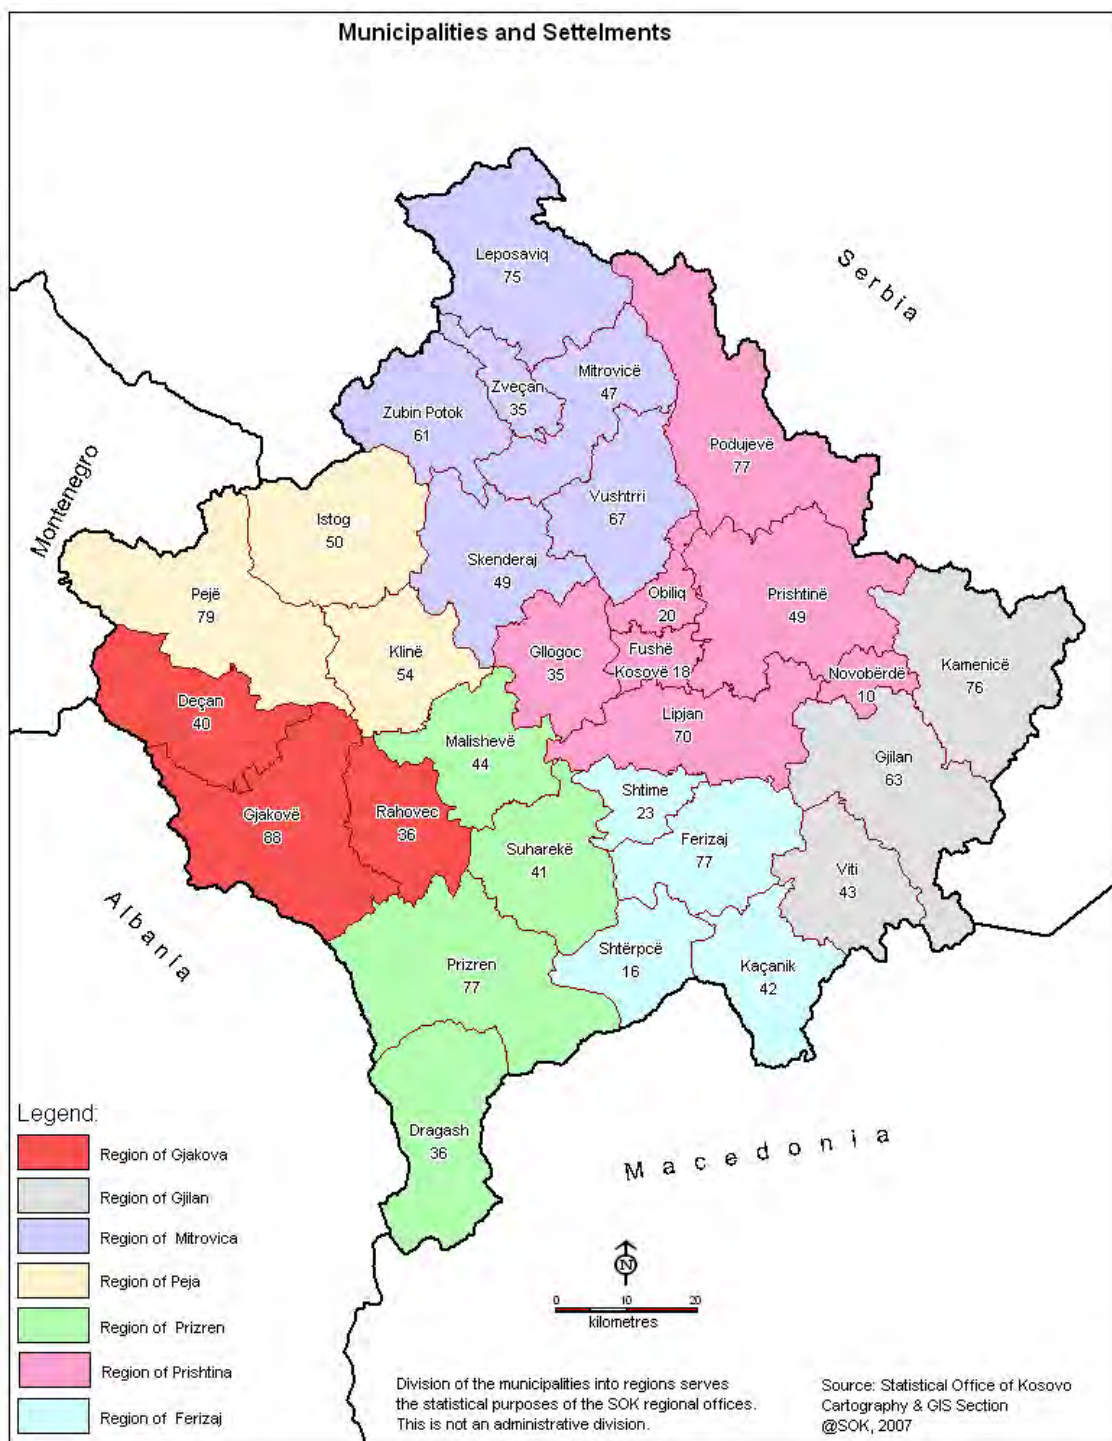 Municipalities and Settelments
Leposaviq
75
Serbia
Mitrovicë
47
Zveçan
35
Zubin Potok
61
Podujevë
77
Montenegro
Vushtrri
67
Istog
50
Skenderaj
49
Pejë
79
Obiliq
20
Prishtinë
49
Klinë
54
Gllogoc
35
Fushë
Kosovë 18
Novobërdë
10
Kamenicë
76
Deçan
40
Lipjan
70
Malishevë
44
Gjilan
63
Shtime
23
Gjakovë
88
Rahovec
36
Ferizaj
77
Suharekë
41
Viti
43
Albania
Shtërpcë
16
Prizren
77
Kaçanik
42
Dragash
36
Macedonia
Legend:
Region of Gjakova
Region of Gjilan
Region of Mitrovica
Region of Peja
Region of Prizren
Region of Prishtina
Region of Ferizaj
N
0 10 20
kilometres
Division of the municipalities into regions serves
the statistical purposes of the SOK regional offices.
This is not an administrative division.
Source: Statistical Office of Kosovo
Cartography & GIS Section
@SOK, 2007